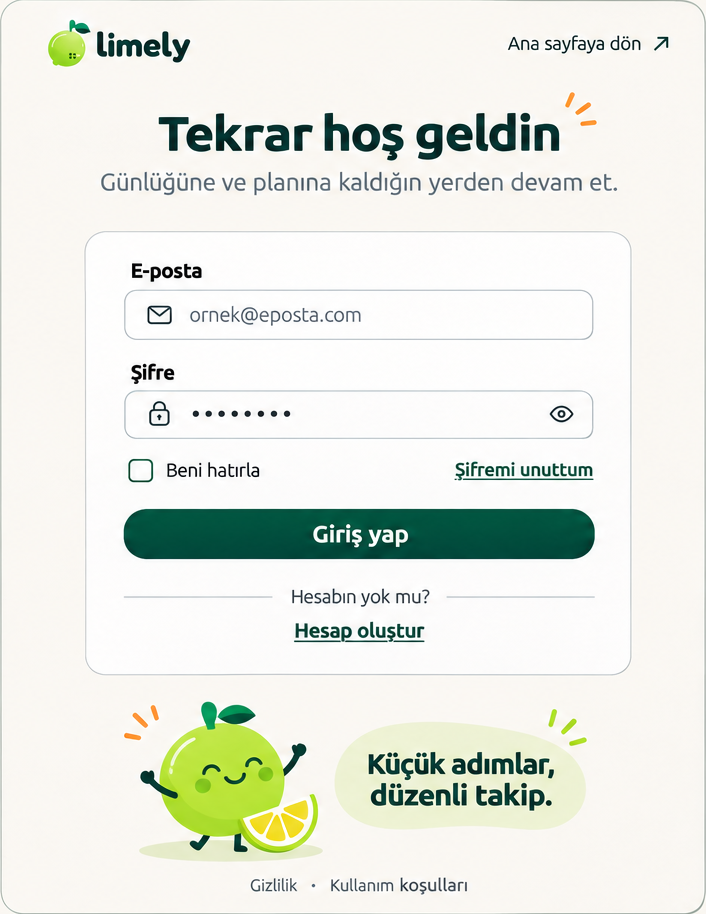 limely
Ana sayfaya dön
Tekrar hoş geldin
Günlüğüne ve planına kaldığın yerden devam et.
E-posta
ornek@eposta.com
Şifre
••••••••
Beni hatırla
Şifremi unuttum
Giriş yap
Hesabın yok mu?
Hesap oluştur
Küçük adımlar,
düzenli takip.
Gizlilik • Kullanım koşulları